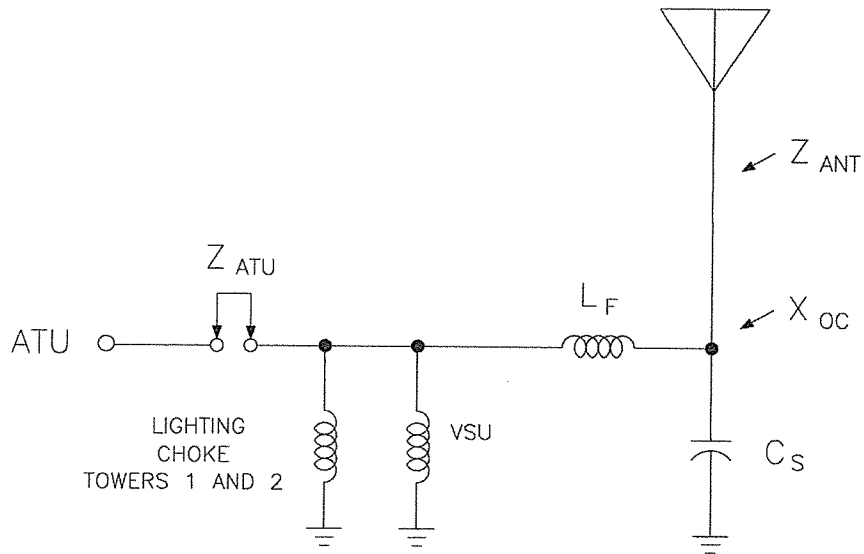 Z ANT
Z ATU
L F
X OC
ATU
LIGHTING
CHOKE
TOWERS 1 AND 2
VSU
C S